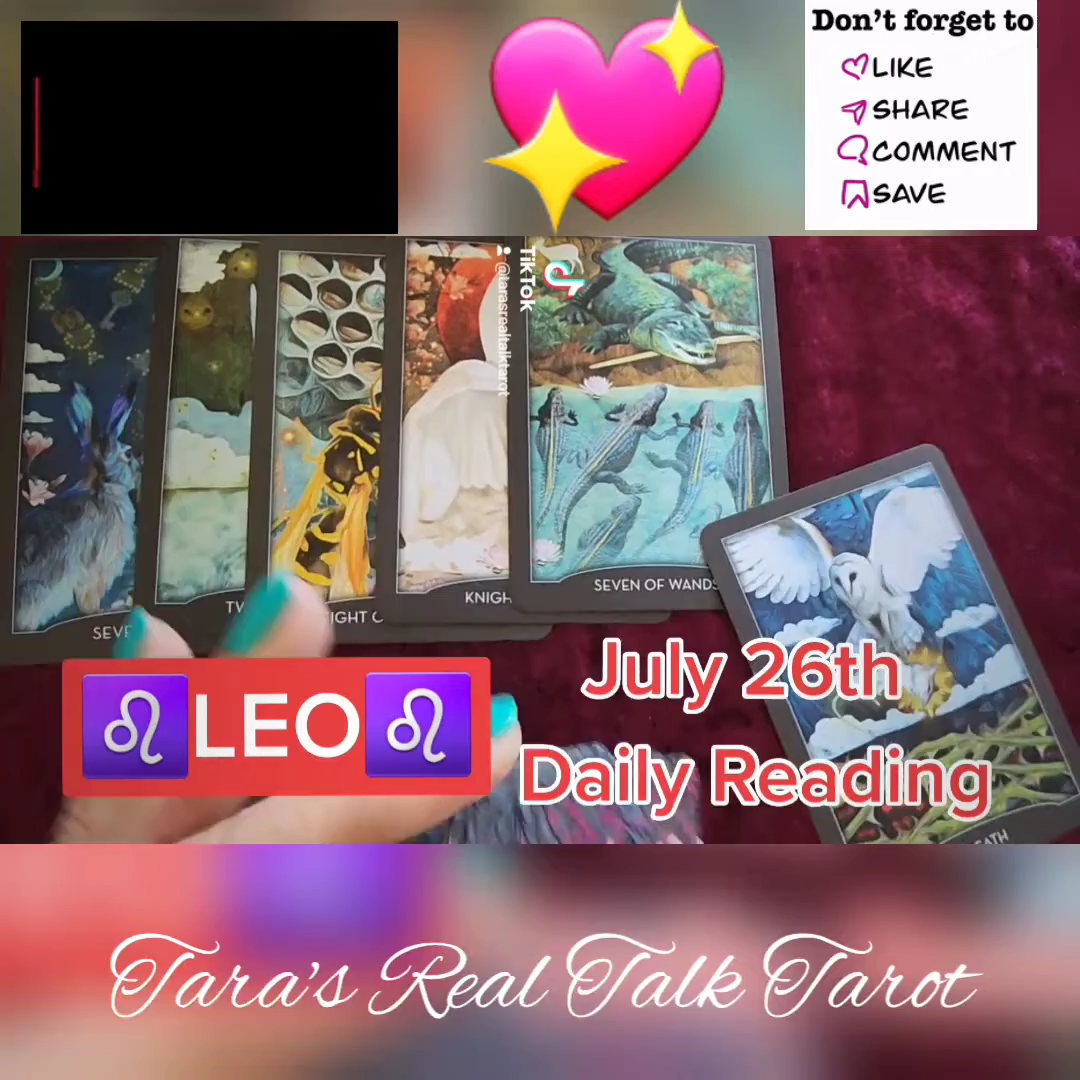 Don't forget to
LIKE
SHARE
COMMENT
SAVE
TikTok
@tarasrealtalktarot
SEVEN OF WANDS
♌LEO♌
July 26th
Daily Reading
Tara's Real Talk Tarot